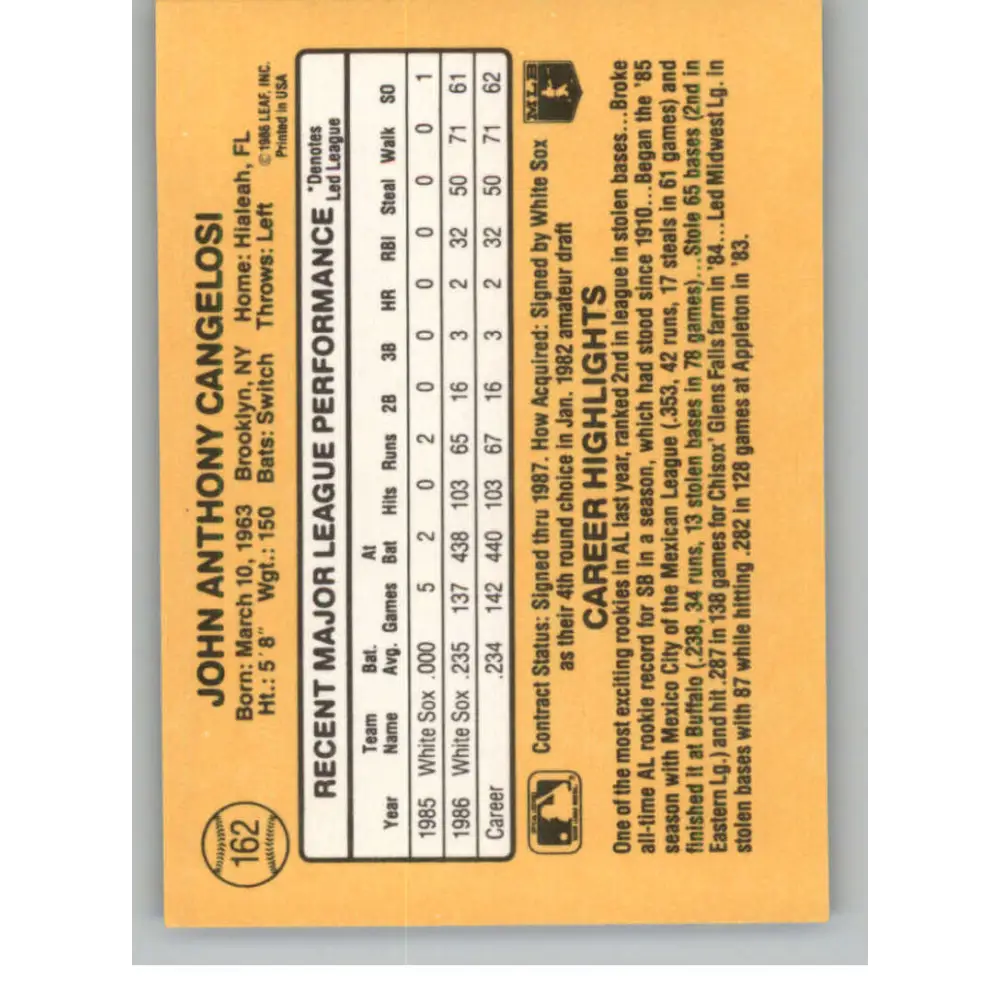 162
JOHN ANTHONY CANGELOSI
Born: March 10, 1963 Brooklyn, NY Home: Hialeah, FL
Ht.: 5' 8" Wgt.: 150 Bats: Switch Throws: Left
© 1986 LEAF, INC.
Printed in USA
RECENT MAJOR LEAGUE PERFORMANCE
*Denotes
Led League
Year Team Name Bat. Avg. Games At Bat Hits Runs 2B 3B HR RBI Steal Walk SO
1985 White Sox .000 5 2 0 2 0 0 0 0 0 0 1
1986 White Sox .235 137 438 103 65 16 3 2 32 50 71 61
Career .234 142 440 103 67 16 3 2 32 50 71 62
Contract Status: Signed thru 1987. How Acquired: Signed by White Sox
as their 4th round choice in Jan. 1982 amateur draft
MLB
CAREER HIGHLIGHTS
One of the most exciting rookies in AL last year, ranked 2nd in league in stolen bases...Broke
all-time AL rookie record for SB in a season, which had stood since 1910...Began the '85
season with Mexico City of the Mexican League (.353, 42 runs, 17 steals in 61 games) and
finished it at Buffalo (.238, 34 runs, 13 stolen bases in 78 games)...Stole 65 bases (2nd in
Eastern Lg.) and hit .287 in 138 games for Chisox' Glens Falls farm in '84...Led Midwest Lg. in
stolen bases with 87 while hitting .282 in 128 games at Appleton in '83.